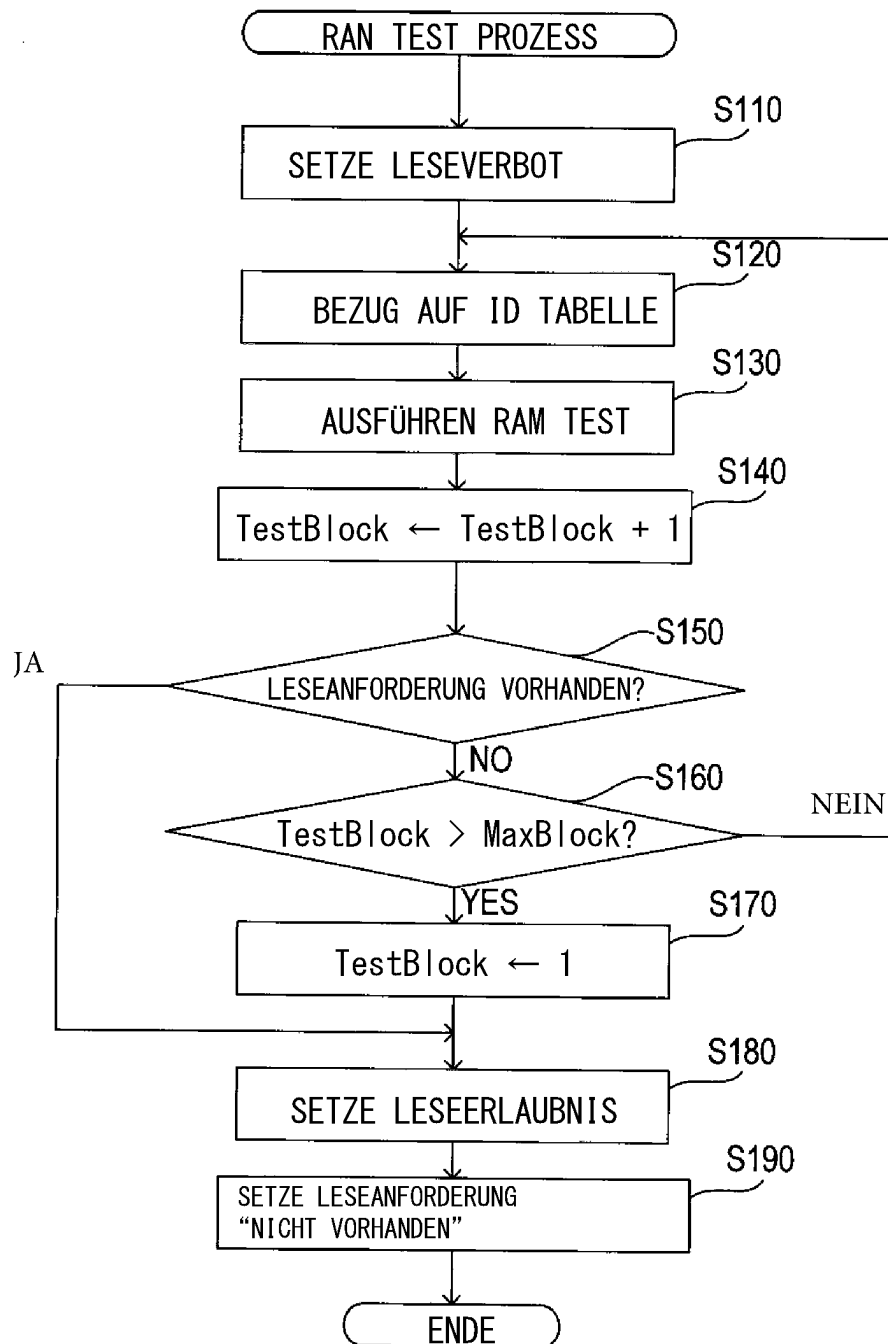 RAN TEST PROZESS
S110
SETZE LESEVERBOT
S120
BEZUG AUF ID TABELLE
S130
AUSFÜHREN RAM TEST
S140
TestBlock ← TestBlock + 1
S150
JA
LESEANFORDERUNG VORHANDEN?
NO
S160
NEIN
TestBlock > MaxBlock?
YES
S170
TestBlock ← 1
S180
SETZE LESEERLAUBNIS
S190
SETZE LESEANFORDERUNG
“NICHT VORHANDEN”
ENDE